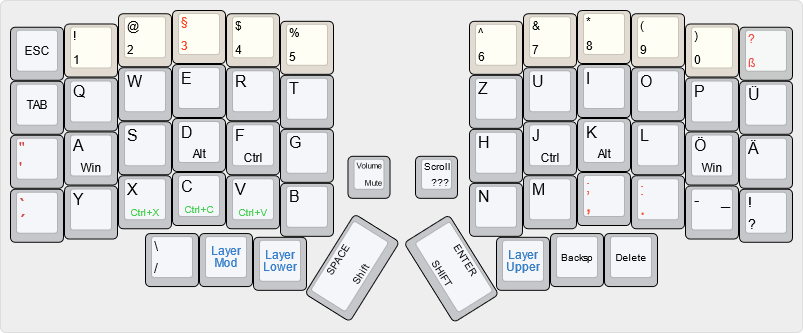 ESC
!
1
@
2
§
3
$
4
%
5
^
6
&
7
*
8
(
9
)
0
?
ß
TAB
Q
W
E
R
T
Z
U
I
O
P
Ü
"
'
A
Win
S
D
Alt
F
Ctrl
G
H
J
Ctrl
K
Alt
L
Ö
Win
Ä
Volume
Mute
Scroll
???
`
´
Y
X
Ctrl+X
C
Ctrl+C
V
Ctrl+V
B
N
M
;
,
:
.
- _
!
?
\
/
Layer
Mod
Layer
Lower
SPACE
Shift
ENTER
SHIFT
Layer
Upper
Backsp
Delete